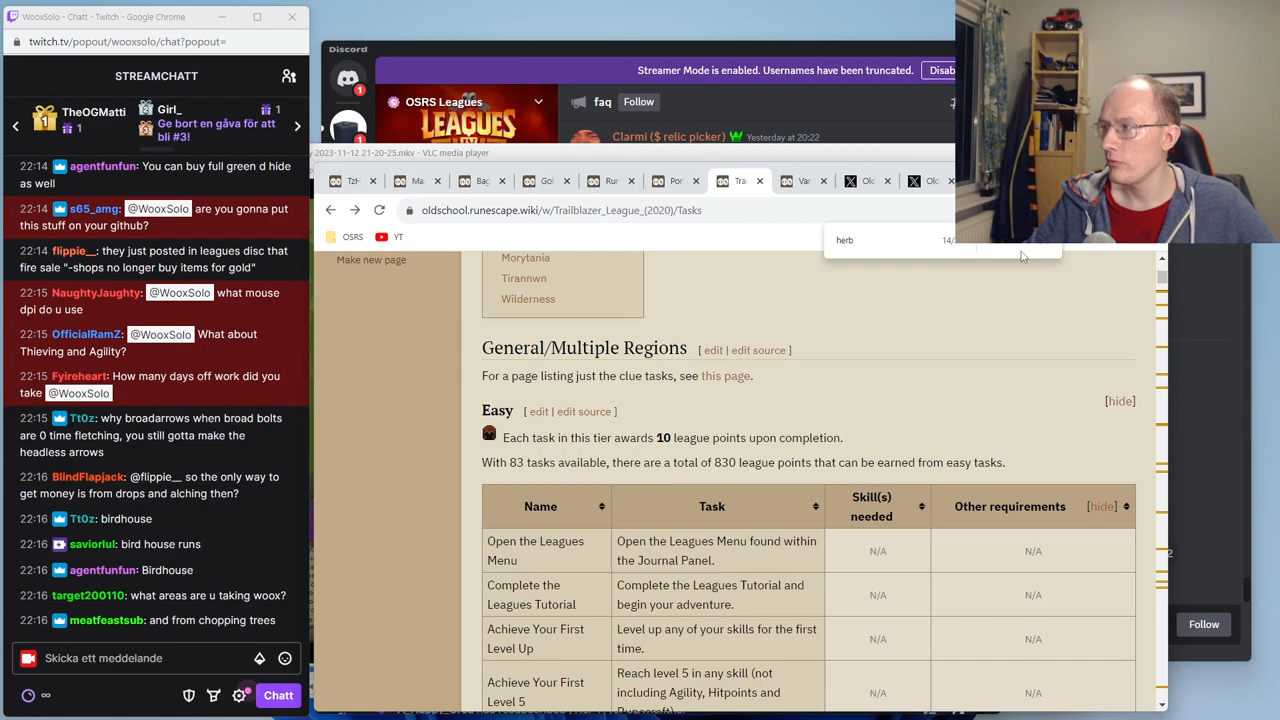 WooxSolo - Chatt - Twitch - Google Chrome
twitch.tv/popout/wooxsolo/chat?popout=
STREAMCHATT
TheOGMatti
1
Girl_
1
Ge bort en gåva för att
bli #3!
22:14 agentfunfun: You can buy full green d hide
as well
22:14 s65_amg: @WooxSolo are you gonna put
this stuff on your github?
22:14 flippie__: they just posted in leagues disc that
fire sale "-shops no longer buy items for gold"
22:15 NaughtyJaughty: @WooxSolo what mouse
dpi do u use
22:15 OfficialRamZ: @WooxSolo What about
Thieving and Agility?
22:15 Fyireheart: How many days off work did you
take @WooxSolo
22:15 Tt0z: why broadarrows when broad bolts
are 0 time fletching, you still gotta make the
headless arrows
22:16 BlindFlapjack: @flippie__ so the only way to
get money is from drops and alching then?
22:16 Tt0z: birdhouse
22:16 saviorlul: bird house runs
22:16 agentfunfun: Birdhouse
22:16 target200110: what areas are u taking woox?
22:16 meatfeastsub: and from chopping trees
Skicka ett meddelande
∞
Chatt
Discord
1
1
Streamer Mode is enabled. Usernames have been truncated.
Disab
OSRS Leagues
LEAGUES
faq
Follow
Clarmi ($ relic picker) Yesterday at 20:22
2023-11-12 21-20-25.mkv - VLC media player
TzH
Ma
Bag
Gol
Rur
Por
Tra
Var
Old
Old
oldschool.runescape.wiki/w/Trailblazer_League_(2020)/Tasks
OSRS
YT
herb
14/
Make new page
Morytania
Tirannwn
Wilderness
General/Multiple Regions [ edit | edit source ]
For a page listing just the clue tasks, see this page.
[hide]
Easy [ edit | edit source ]
Each task in this tier awards 10 league points upon completion.
With 83 tasks available, there are a total of 830 league points that can be earned from easy tasks.
Name
Task
Skill(s)
needed
Other requirements
[hide]
Open the Leagues
Menu
Open the Leagues Menu found within
the Journal Panel.
N/A
N/A
Complete the
Leagues Tutorial
Complete the Leagues Tutorial and
begin your adventure.
N/A
N/A
Achieve Your First
Level Up
Level up any of your skills for the first
time.
N/A
N/A
Achieve Your First
Level 5
Reach level 5 in any skill (not
including Agility, Hitpoints and
Runecraft).
N/A
N/A
Follow